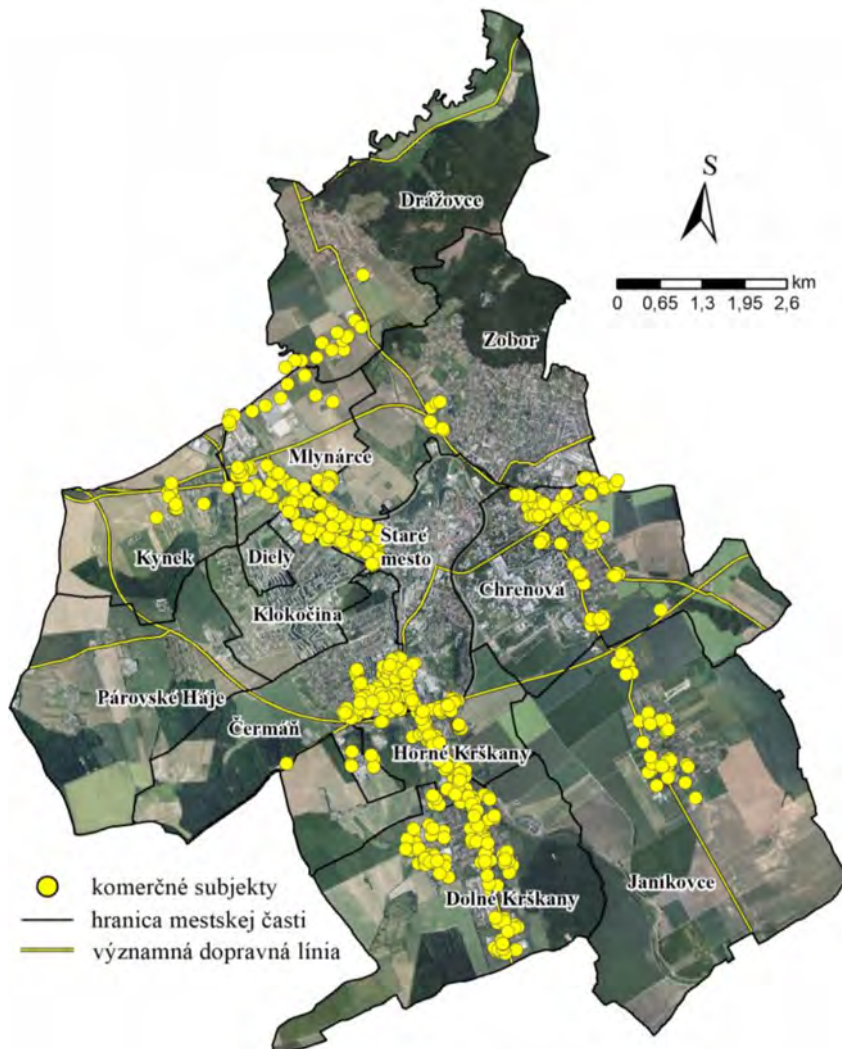 Drážovce
S
km
0 0,65 1,3 1,95 2,6
Zobor
Mlynárce
Staré
mesto
Kynek
Diely
Chrenová
Klokočina
Párovské Háje
Čermáň
Horné Krškany
Janíkovce
Dolné Krškany
komerčné subjekty
hranica mestskej časti
významná dopravná línia